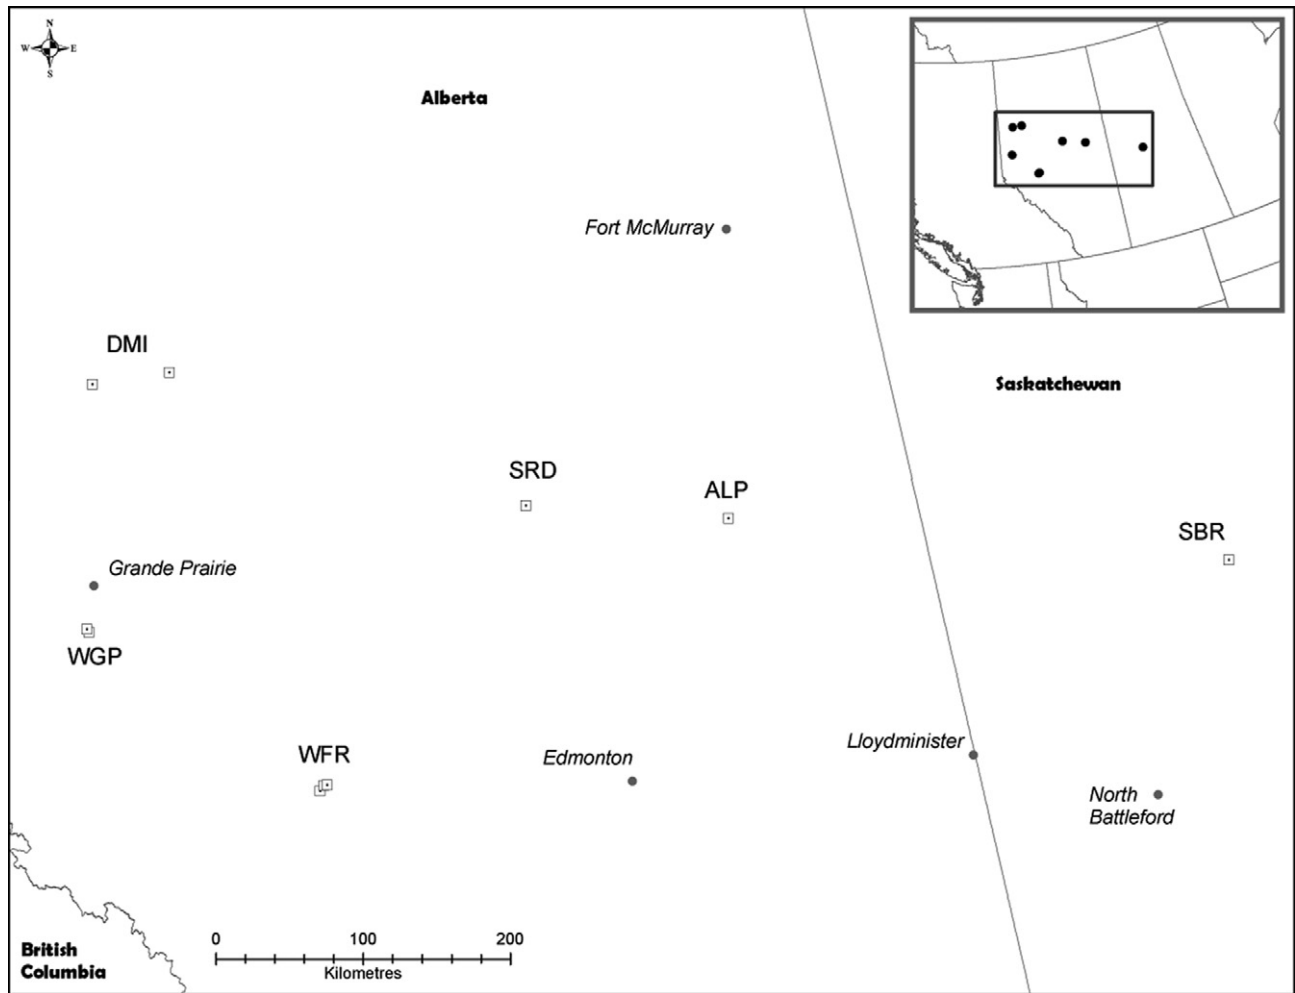 N
W E
S
Alberta
Fort McMurray
DMI
Saskatchewan
SRD
ALP
SBR
Grande Prairie
WGP
WFR
Edmonton
Lloydminister
North
Battleford
British
Columbia
0 100 200
Kilometres